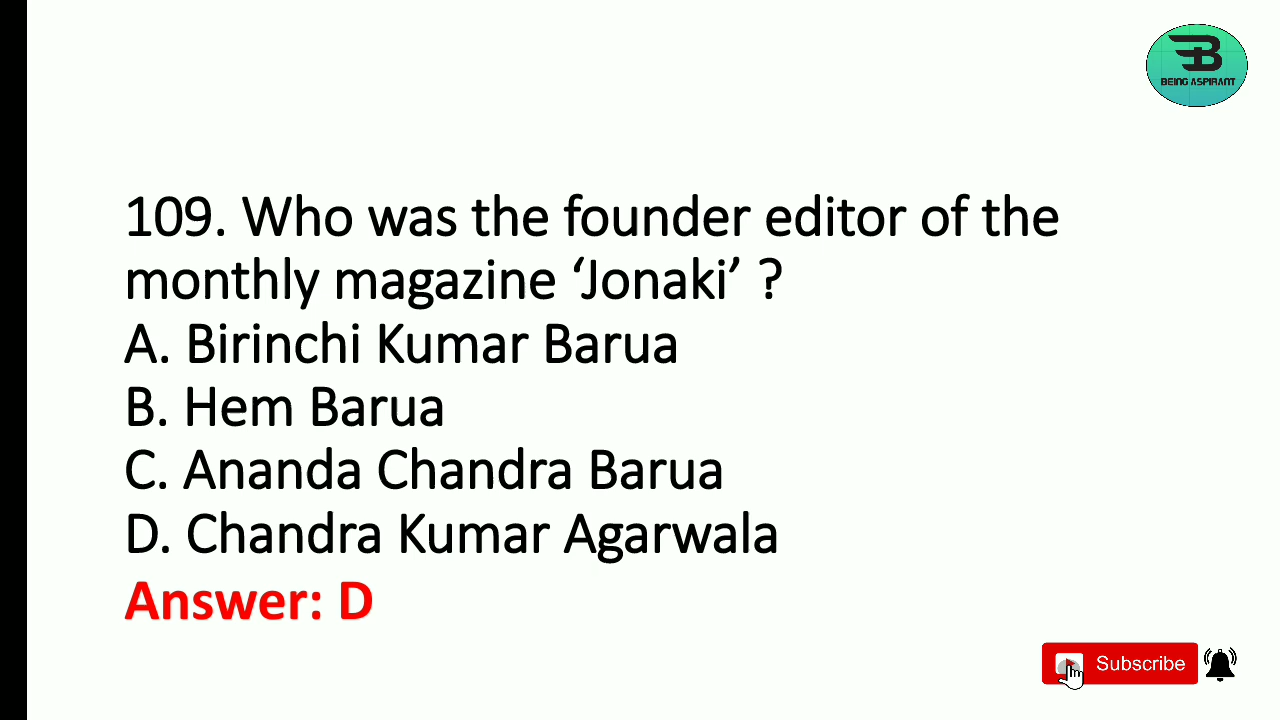 BEING ASPIRANT
109. Who was the founder editor of the
monthly magazine ‘Jonaki’ ?
A. Birinchi Kumar Barua
B. Hem Barua
C. Ananda Chandra Barua
D. Chandra Kumar Agarwala
Answer: D
Subscribe